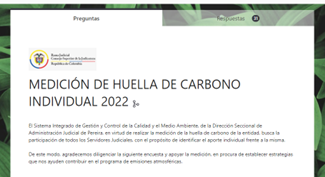 Preguntas
Respuestas
Rama Judicial
Consejo Superior de la Judicatura
República de Colombia
MEDICIÓN DE HUELLA DE CARBONO
INDIVIDUAL 2022
El Sistema Integrado de Gestión y Control de la Calidad y el Medio Ambiente, de la Dirección Seccional de
Administración Judicial de Pereira, en virtud de realizar la medición de la huella de carbono de la entidad, busca la
participación de todos los Servidores Judiciales, con el propósito de identificar el aporte individual frente a la misma.
De este modo, agradecemos diligenciar la siguiente encuesta y apoyar la medición, en procura de establecer estrategias
que nos ayuden contribuir en el programa de emisiones atmosféricas.